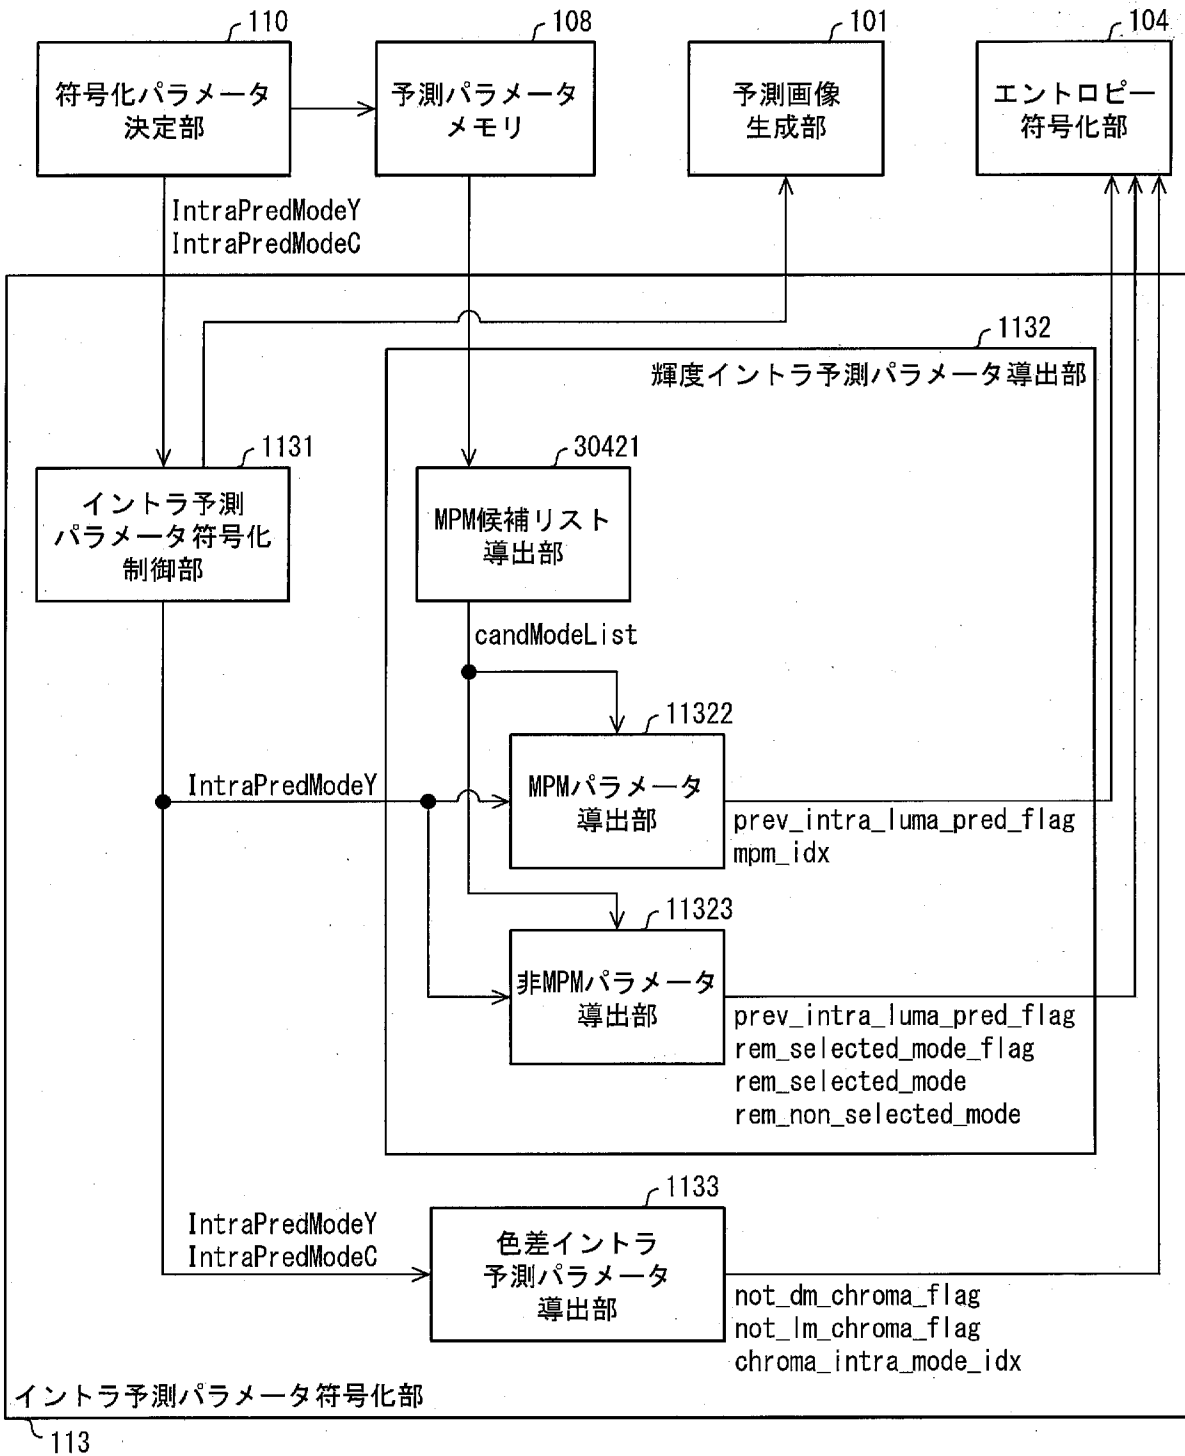 110
108
101
104
符号化パラメータ
決定部
予測パラメータ
メモリ
予測画像
生成部
エントロピー
符号化部
IntraPredModeY
IntraPredModeC
1132
輝度イントラ予測パラメータ導出部
1131
30421
イントラ予測
パラメータ符号化
制御部
MPM候補リスト
導出部
candModeList
11322
IntraPredModeY
MPMパラメータ
導出部
prev_intra_luma_pred_flag
mpm_idx
11323
非MPMパラメータ
導出部
prev_intra_luma_pred_flag
rem_selected_mode_flag
rem_selected_mode
rem_non_selected_mode
1133
IntraPredModeY
IntraPredModeC
色差イントラ
予測パラメータ
導出部
not_dm_chroma_flag
not_lm_chroma_flag
chroma_intra_mode_idx
イントラ予測パラメータ符号化部
113